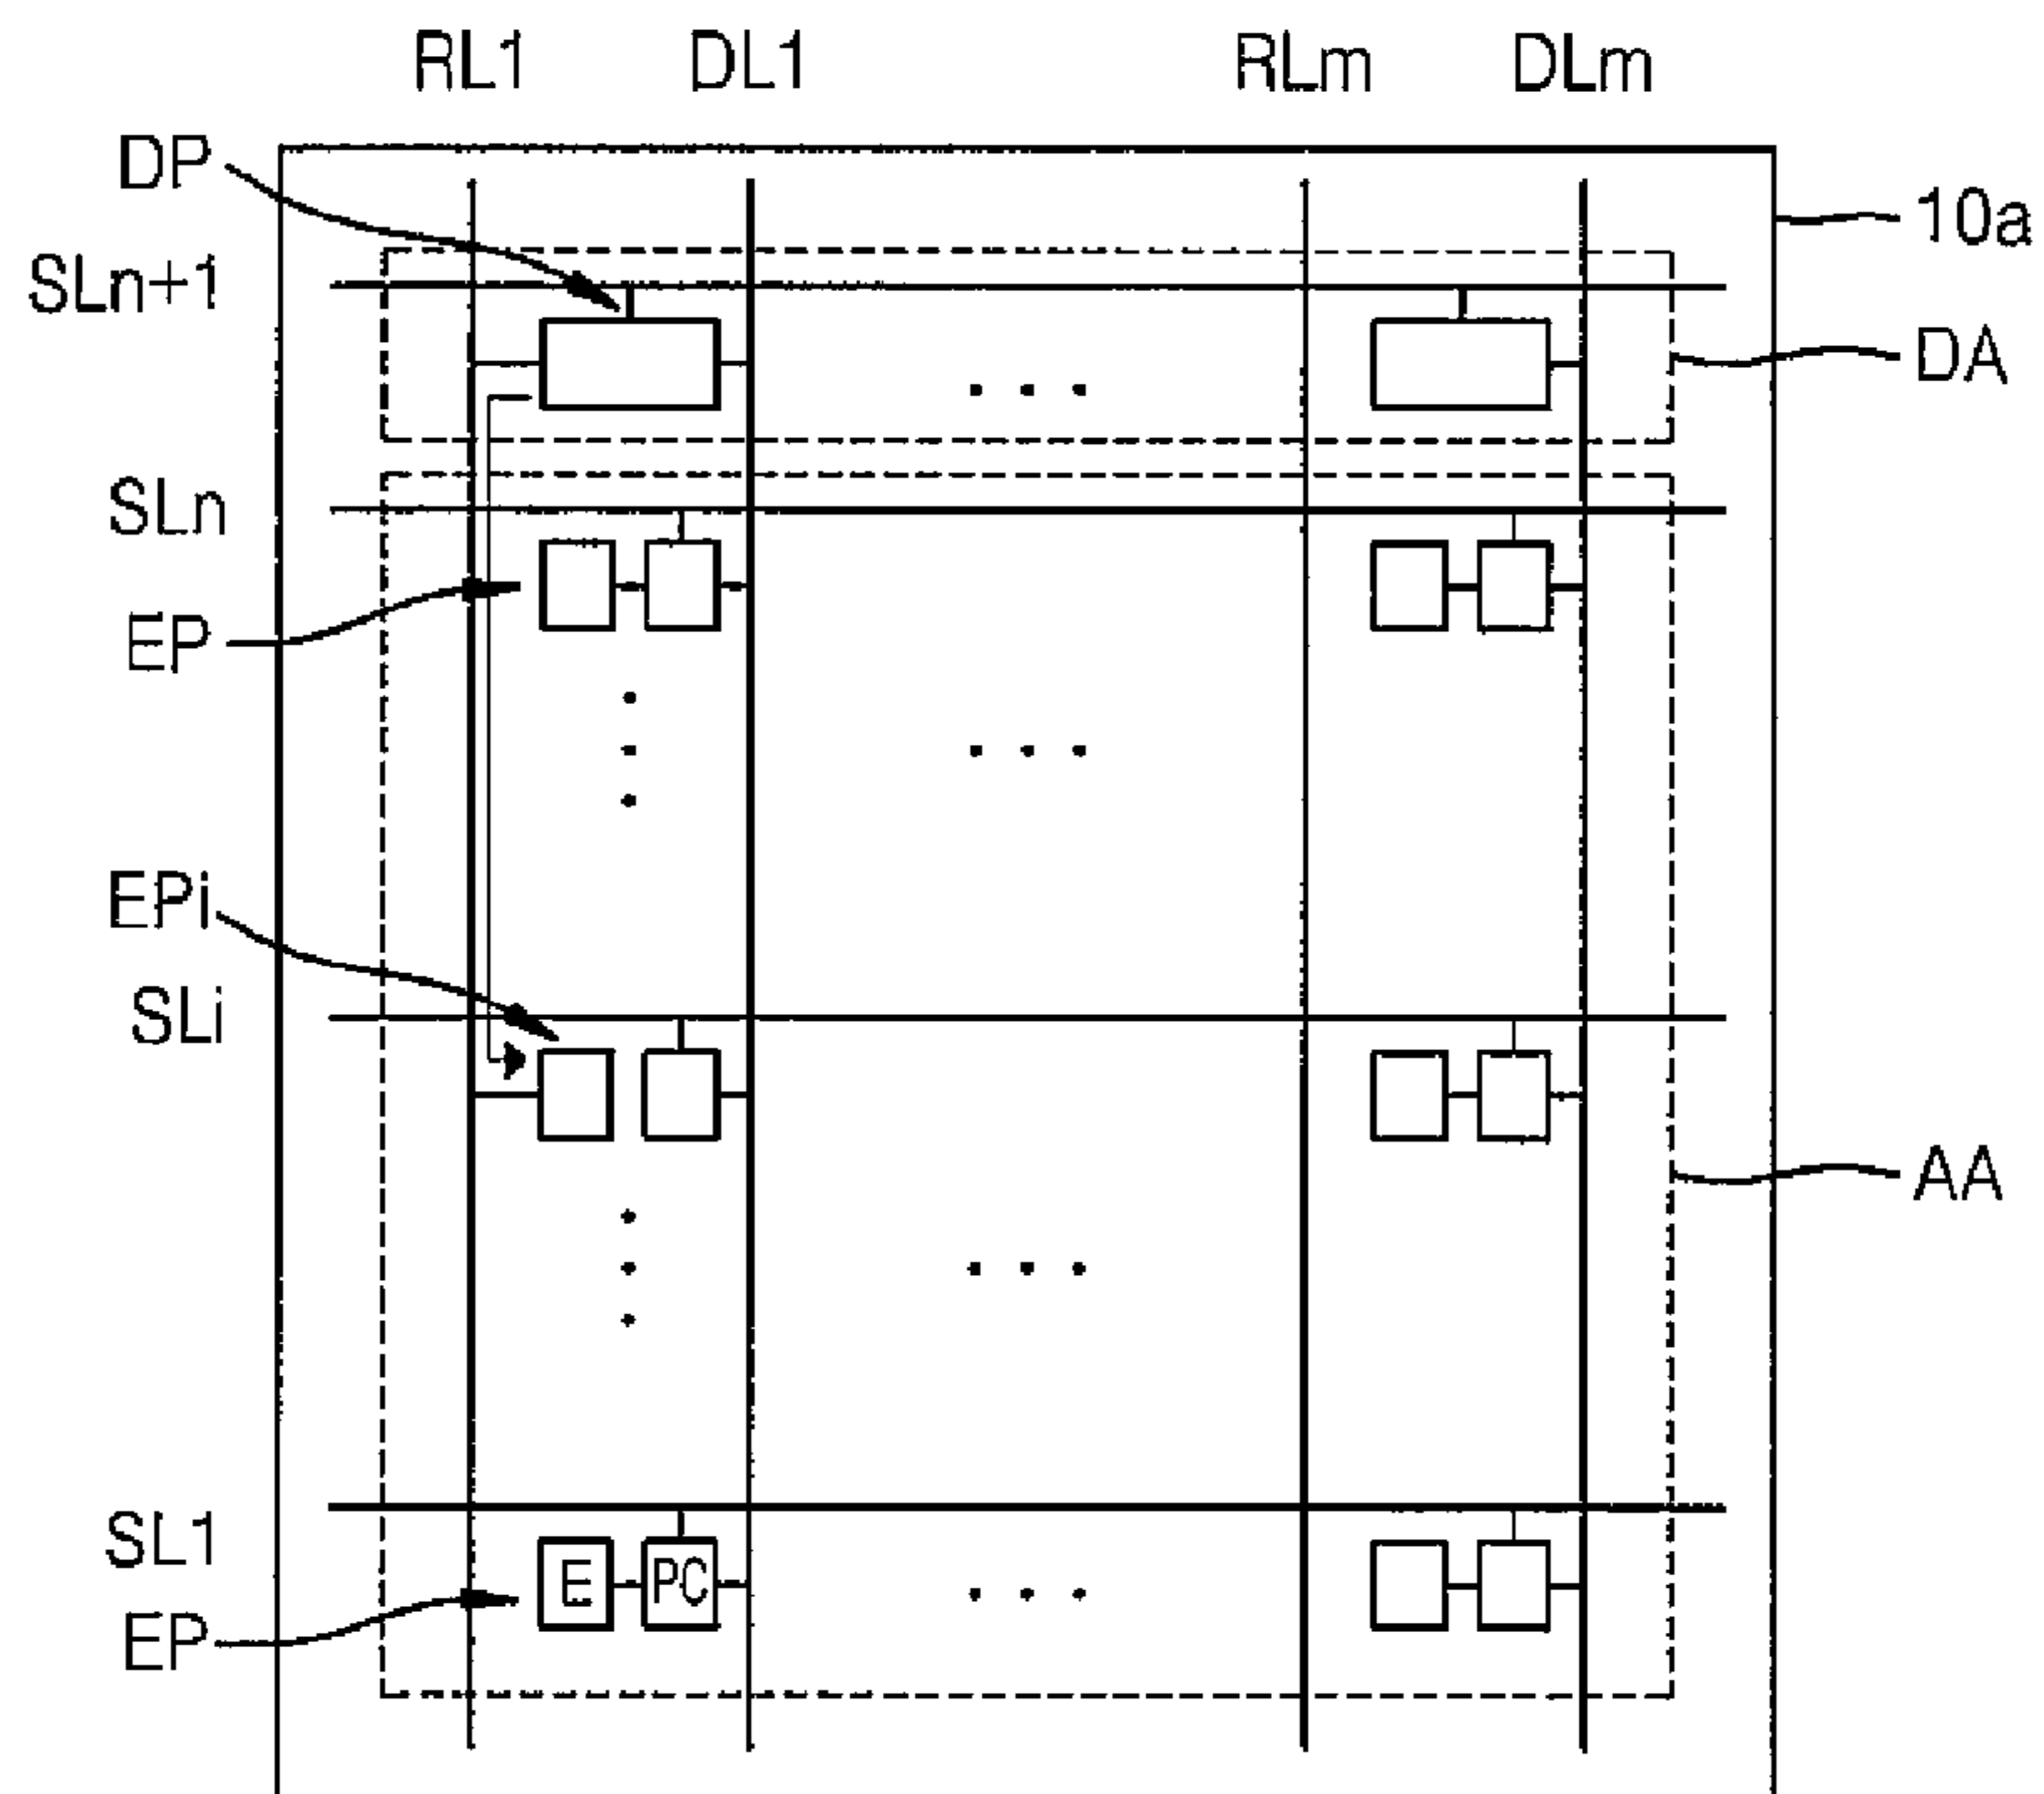 RL1 DL1 RLm DLm
DP
10a
SLn+1
DA
SLn
EP
EPi
SLi
AA
SL1
E PC
EP